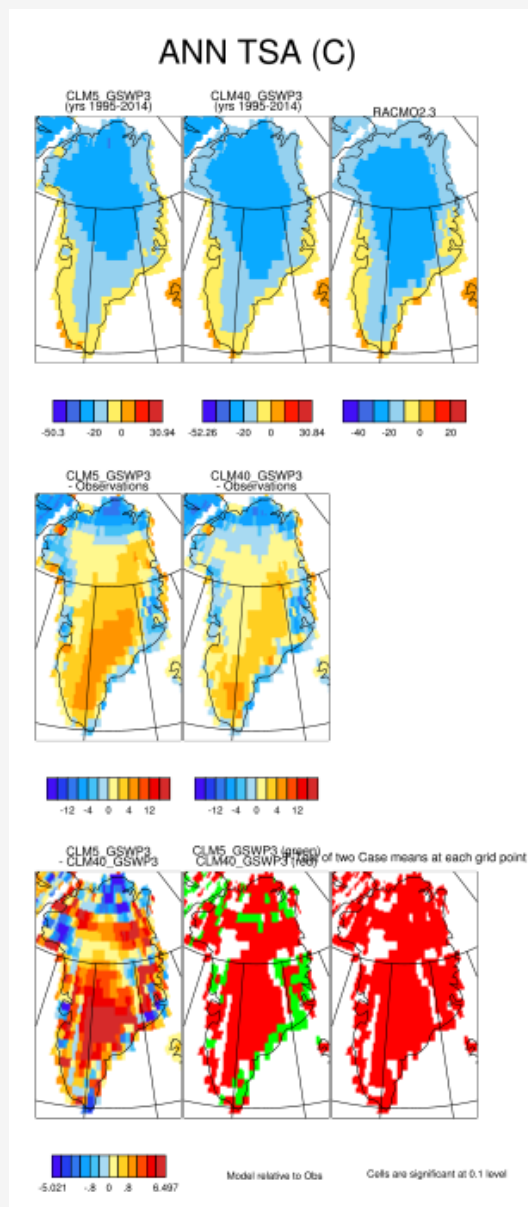 ANN TSA (C)
CLM5_GSWP3
(yrs 1995-2014)
CLM40_GSWP3
(yrs 1995-2014)
RACMO2.3
-50.3 -20 0 30.94
-52.26 -20 0 30.84
-40 -20 0 20
CLM5_GSWP3
- Observations
CLM40_GSWP3
- Observations
-12 -4 0 4 12
-12 -4 0 4 12
CLM5_GSWP3
- CLM40_GSWP3
CLM5_GSWP3 (green)
CLM40_GSWP3 (red)
of two Case means at each grid point
-5.021 -.8 0 .8 6.497
Model relative to Obs
Cells are significant at 0.1 level